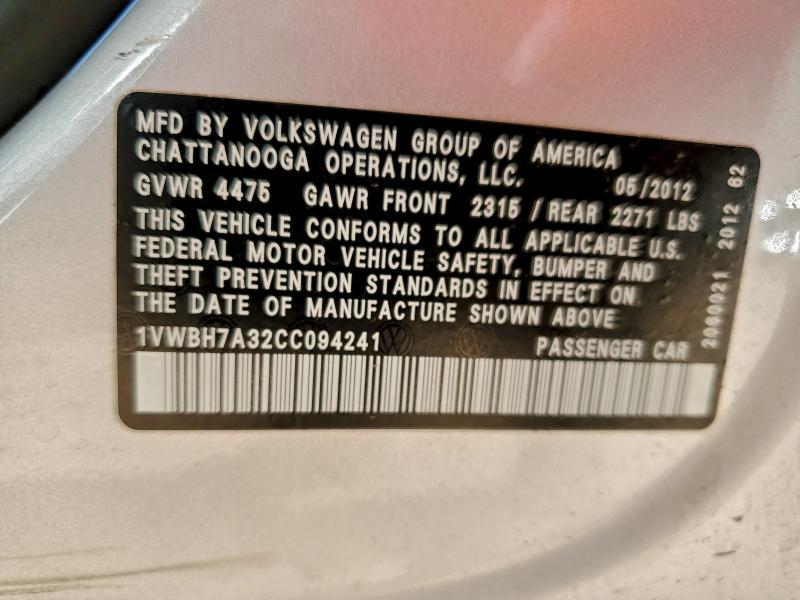 MFD BY VOLKSWAGEN GROUP OF AMERICA
CHATTANOOGA OPERATIONS, LLC. 05/2012
GVWR 4475 GAWR FRONT 2315 / REAR 2271 LBS
THIS VEHICLE CONFORMS TO ALL APPLICABLE U.S.
FEDERAL MOTOR VEHICLE SAFETY, BUMPER AND
THEFT PREVENTION STANDARDS IN EFFECT ON
THE DATE OF MANUFACTURE SHOWN ABOVE
1VWBH7A32CC094241 PASSENGER CAR
2080021 2012 62